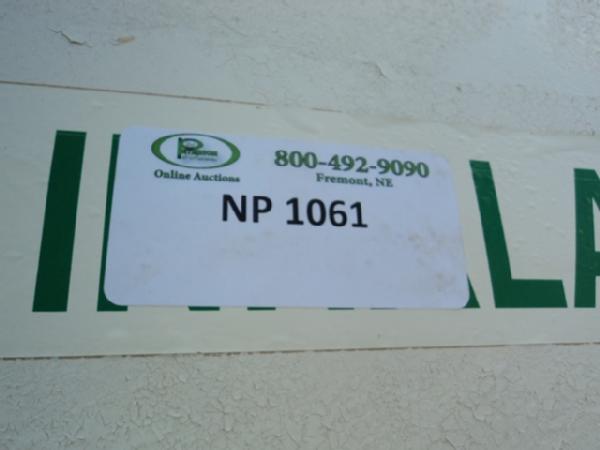 800-492-9090
Online Auctions
Fremont, NE
NP 1061